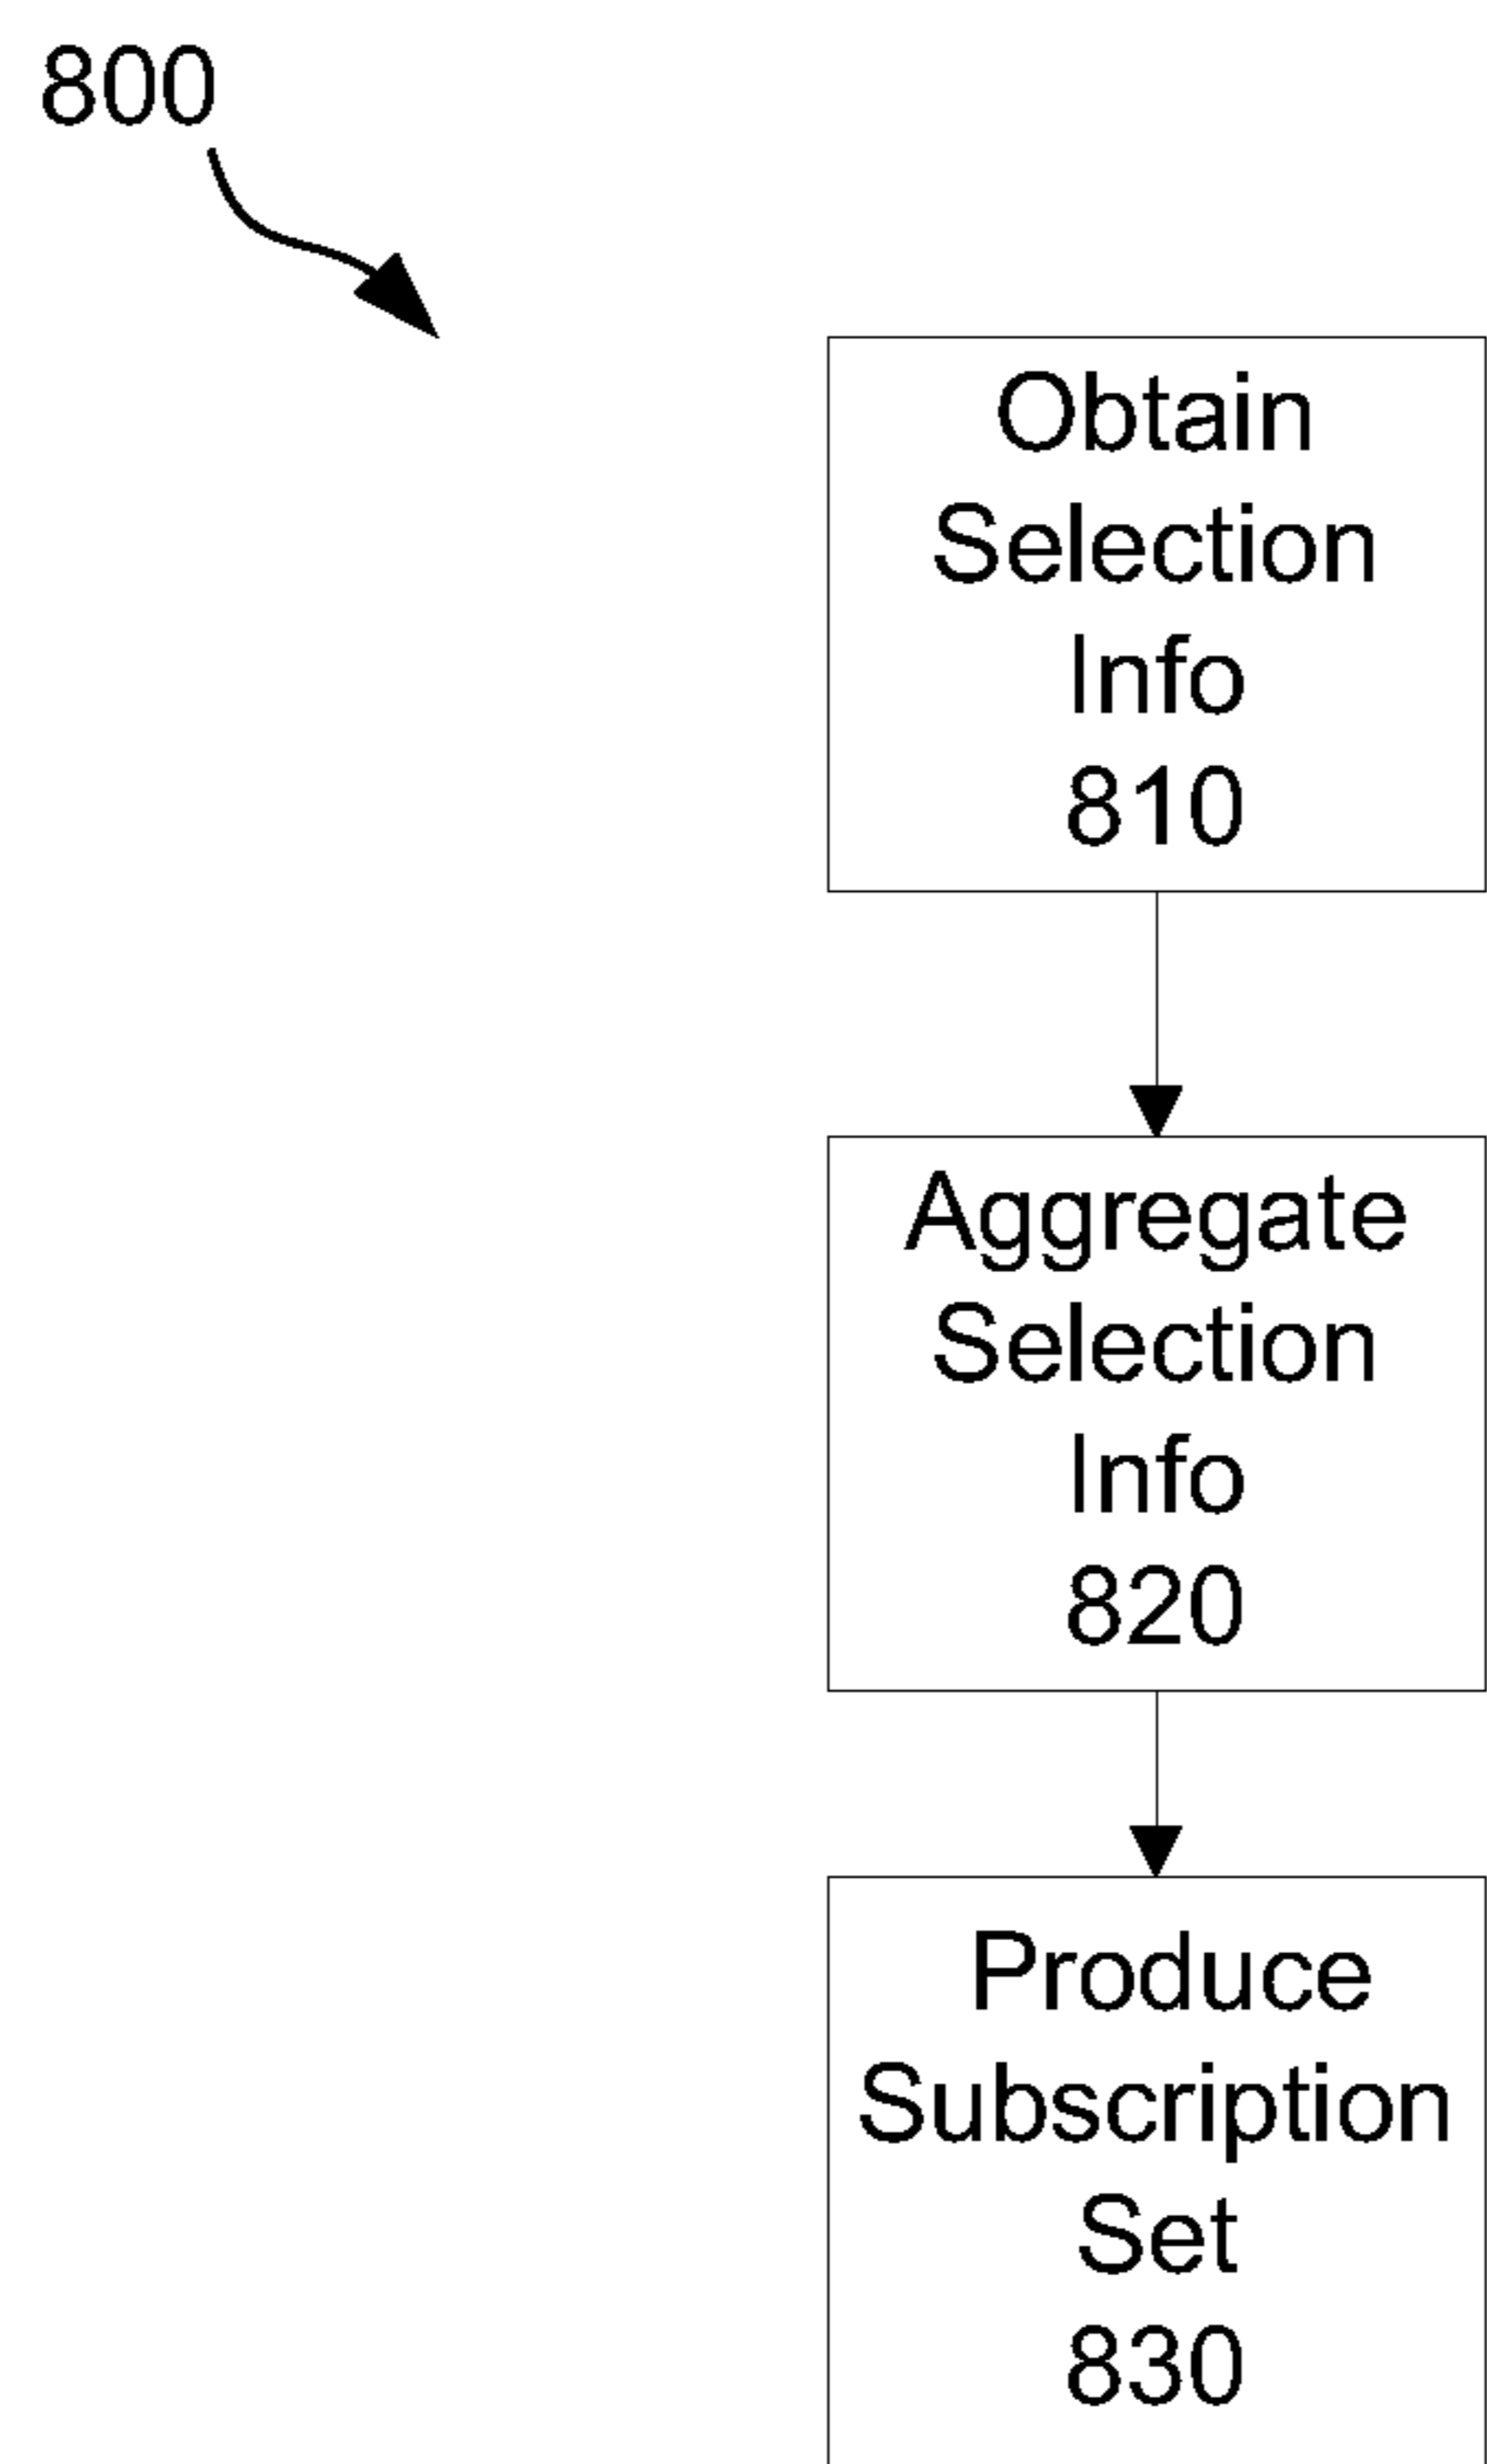 800
Obtain
Selection
Info
810
Aggregate
Selection
Info
820
Produce
Subscription
Set
830